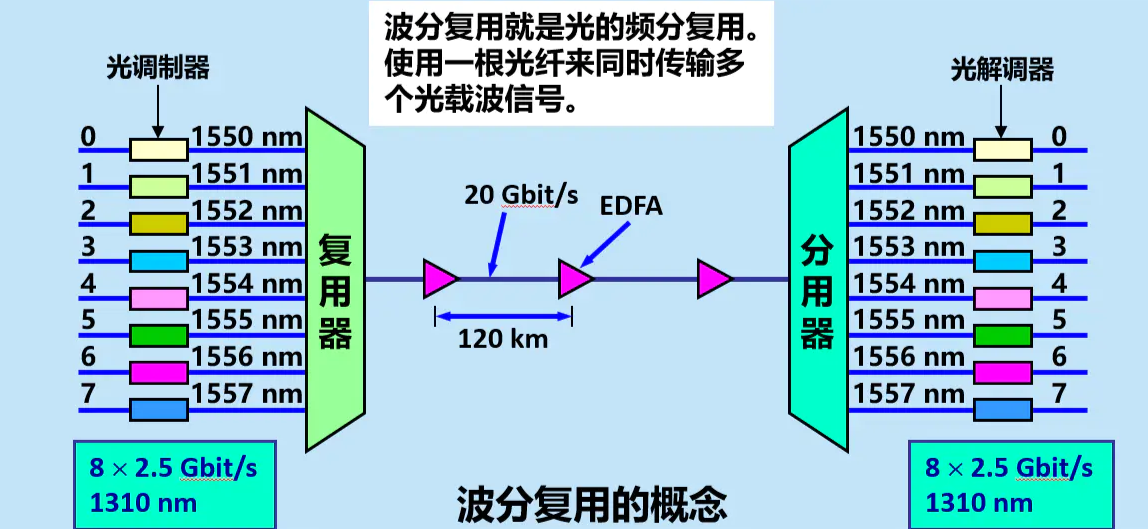 波分复用就是光的频分复用。
使用一根光纤来同时传输多
个光载波信号。
光调制器
光解调器
0 1550 nm
1 1551 nm
2 1552 nm
3 1553 nm
4 1554 nm
5 1555 nm
6 1556 nm
7 1557 nm
8 × 2.5 Gbit/s
1310 nm
复
用
器
20 Gbit/s
EDFA
120 km
分
用
器
1550 nm 0
1551 nm 1
1552 nm 2
1553 nm 3
1554 nm 4
1555 nm 5
1556 nm 6
1557 nm 7
8 × 2.5 Gbit/s
1310 nm
波分复用的概念